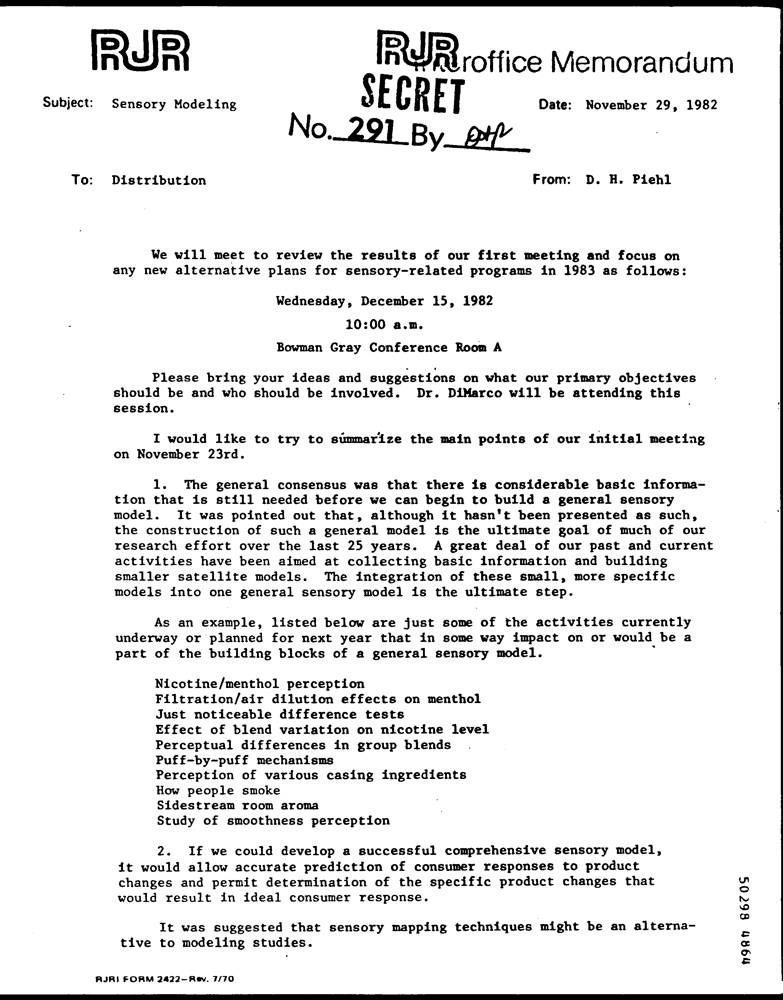 RJR
RJR
roffice Memorandum
SECRET
No. 291 By
Subject: Sensory Modeling
Date: November 29, 1982
To: Distribution
From: D. H. Piehl
We will meet to review the results of our first meeting and focus on
any new alternative plans for sensory-related programs in 1983 as follows:
Wednesday, December 15, 1982
10:00 a.m.
Bowman Gray Conference Room A
Please bring your ideas and suggestions on what our primary objectives
should be and who should be involved. Dr. DiMarco will be attending this
session.
I would like to try to summarize the main points of our initial meeting
on November 23rd.
1. The general consensus was that there is considerable basic informa-
tion that is still needed before we can begin to build a general sensory
model. It was pointed out that, although it hasn't been presented as such,
the construction of such a general model is the ultimate goal of much of our
research effort over the last 25 years. A great deal of our past and current
activities have been aimed at collecting basic information and building
smaller satellite models. The integration of these small, more specific
models into one general sensory model is the ultimate step.
As an example, listed below are just some of the activities currently
underway or planned for next year that in some way impact on or would be a
part of the building blocks of a general sensory model.
Nicotine/menthol perception
Filtration/air dilution effects on menthol
Just noticeable difference tests
Effect of blend variation on nicotine level
Perceptual differences in group blends
Puff-by-puff mechanisms
Perception of various casing ingredients
How people smoke
Sidestream room aroma
Study of smoothness perception
2. If we could develop a successful comprehensive sensory model,
it would allow accurate prediction of consumer responses to product
changes and permit determination of the specific product changes that
would result in ideal consumer response.
It was suggested that sensory mapping techniques might be an alterna-
tive to modeling studies.
RJRI FORM 2422-Rev. 7/70
50298 4864